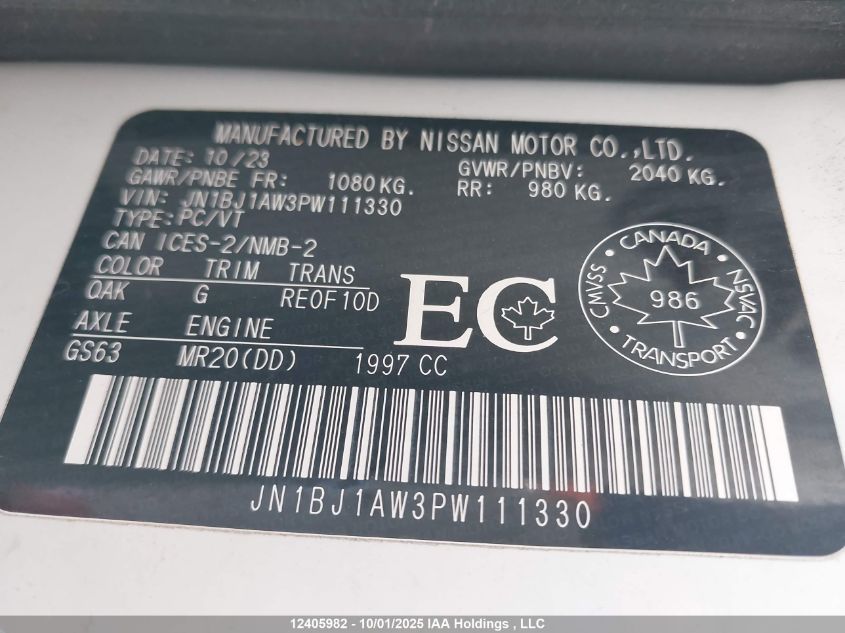 MANUFACTURED BY NISSAN MOTOR CO.,LTD.
DATE: 10/23 GVWR/PNBV: 2040 KG.
GAWR/PNBE FR: 1080 KG. RR: 980 KG.
VIN: JN1BJ1AW3PW111330
TYPE:PC/VT
CAN ICES-2/NMB-2
COLOR TRIM TRANS
QAK G RE0F10D
AXLE ENGINE
GS63 MR20(DD) 1997 CC
EC
CANADA
CMVSS 986 NSVAC
TRANSPORT
JN1BJ1AW3PW111330
12405982 - 10/01/2025 IAA Holdings , LLC